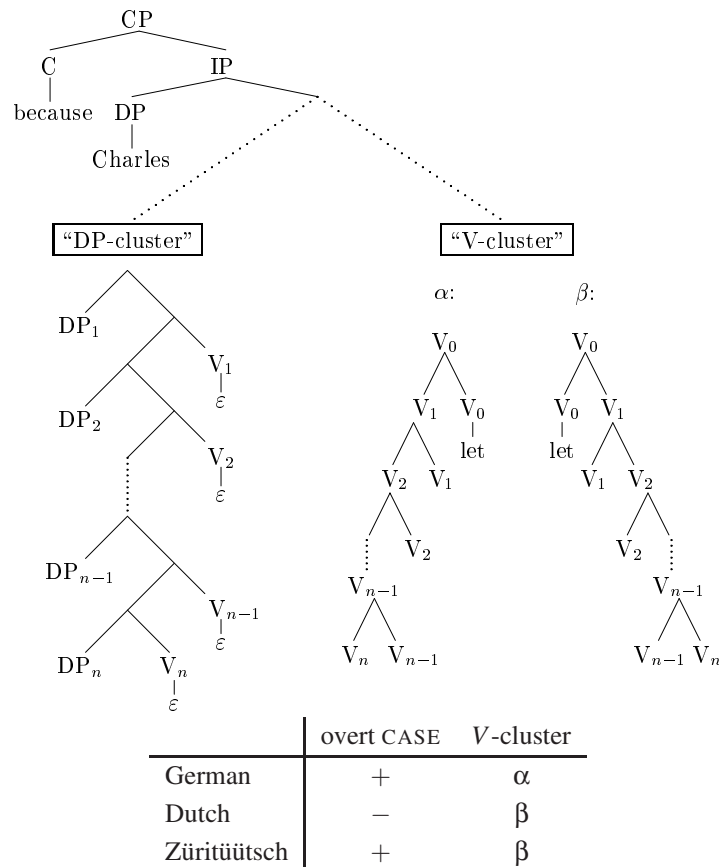 CP
C IP
because DP
Charles
“DP-cluster” “V-cluster”
α: β:
DP₁ V₀ V₀
V₁ V₁ V₀ V₀ V₁
ε
DP₂ let let
V₂ V₂ V₁ V₁ V₂
ε
V₂ V₂
DPₙ₋₁ Vₙ₋₁ Vₙ₋₁
Vₙ₋₁
ε
DPₙ Vₙ Vₙ Vₙ₋₁ Vₙ₋₁ Vₙ
ε
overt CASE V-cluster
German + α
Dutch − β
Züritüütsch + β